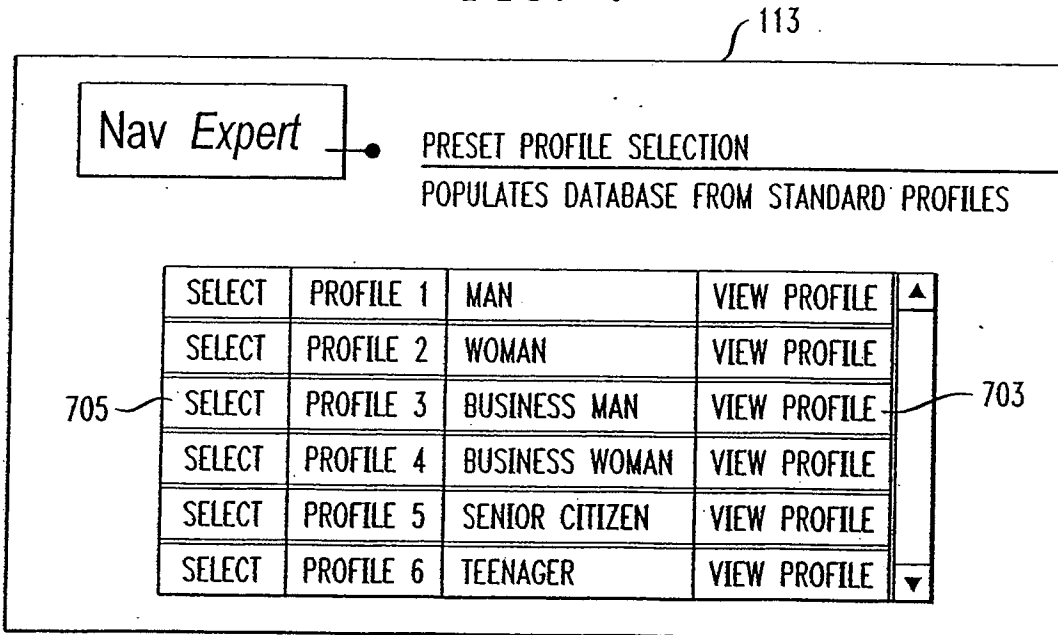 113
Nav Expert
PRESET PROFILE SELECTION
POPULATES DATABASE FROM STANDARD PROFILES
SELECT PROFILE 1 MAN VIEW PROFILE
SELECT PROFILE 2 WOMAN VIEW PROFILE
705 SELECT PROFILE 3 BUSINESS MAN VIEW PROFILE 703
SELECT PROFILE 4 BUSINESS WOMAN VIEW PROFILE
SELECT PROFILE 5 SENIOR CITIZEN VIEW PROFILE
SELECT PROFILE 6 TEENAGER VIEW PROFILE